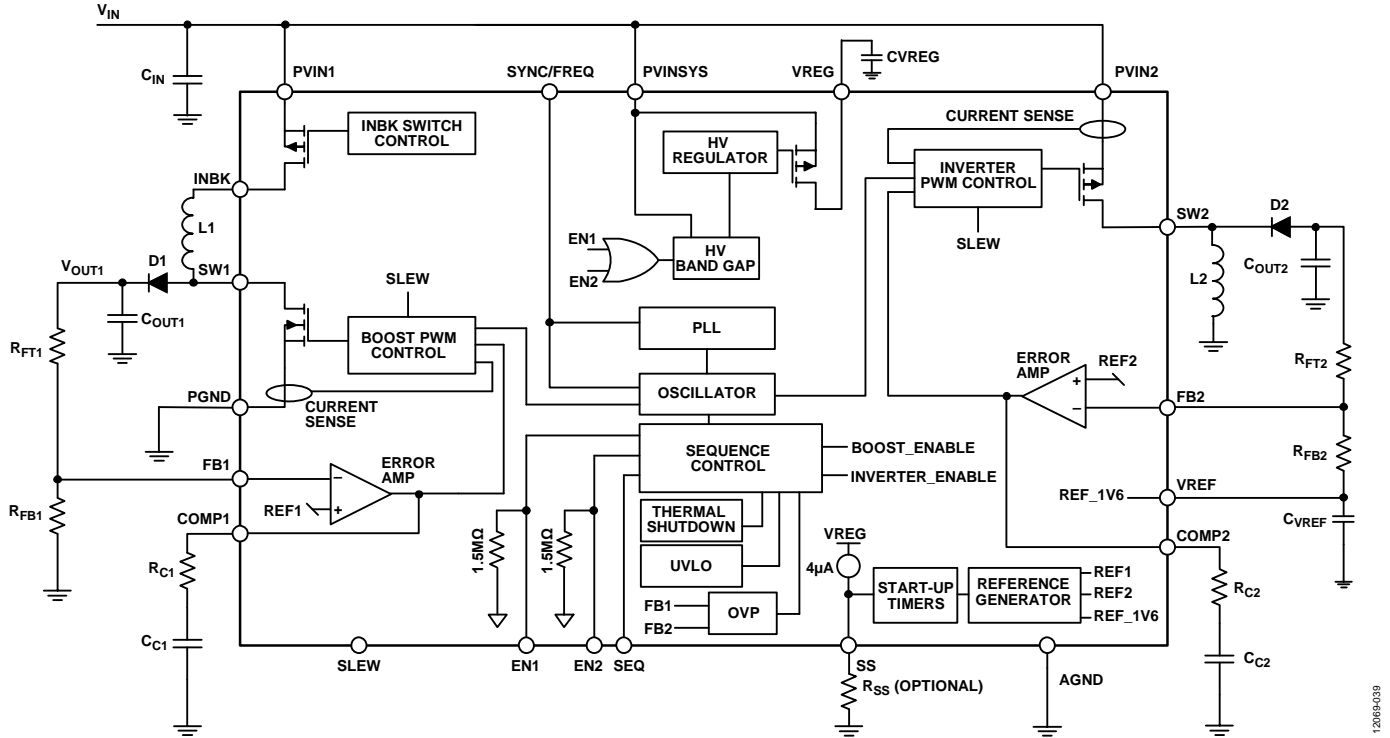 VIN
CIN
PVIN1
SYNC/FREQ
PVINSYS
VREG
CVREG
PVIN2
INBK SWITCH
CONTROL
HV
REGULATOR
CURRENT SENSE
INVERTER
PWM CONTROL
SLEW
INBK
L1
EN1
EN2
HV
BAND GAP
SW2
D2
L2
COUT2
VOUT1
D1
SW1
COUT1
SLEW
BOOST PWM
CONTROL
PLL
OSCILLATOR
RFT1
PGND
CURRENT
SENSE
ERROR
AMP
REF2
+
−
RFT2
FB2
RFB2
SEQUENCE
CONTROL
BOOST_ENABLE
INVERTER_ENABLE
FB1
ERROR
AMP
−
+
REF1
RFB1
COMP1
REF_1V6
VREF
CVREF
THERMAL
SHUTDOWN
UVLO
OVP
FB1
FB2
1.5MΩ
1.5MΩ
VREG
4µA
START-UP
TIMERS
REFERENCE
GENERATOR
REF1
REF2
REF_1V6
COMP2
RC1
CC1
RC2
CC2
SLEW
EN1
EN2
SEQ
SS
RSS (OPTIONAL)
AGND
12069-039